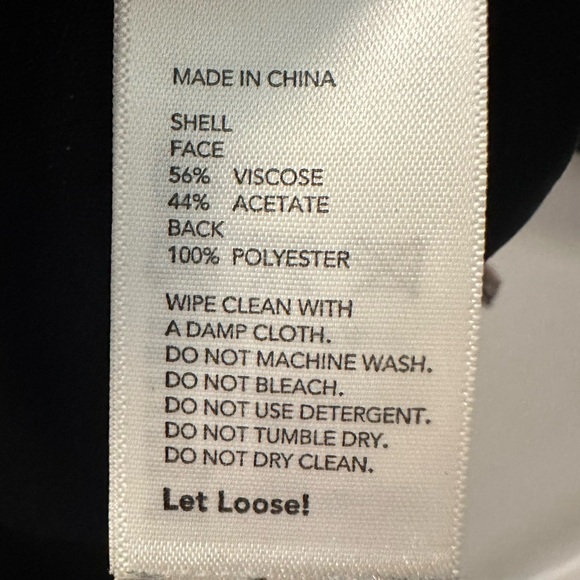 MADE IN CHINA
SHELL
FACE
56% VISCOSE
44% ACETATE
BACK
100% POLYESTER
WIPE CLEAN WITH
A DAMP CLOTH.
DO NOT MACHINE WASH.
DO NOT BLEACH.
DO NOT USE DETERGENT.
DO NOT TUMBLE DRY.
DO NOT DRY CLEAN.
Let Loose!